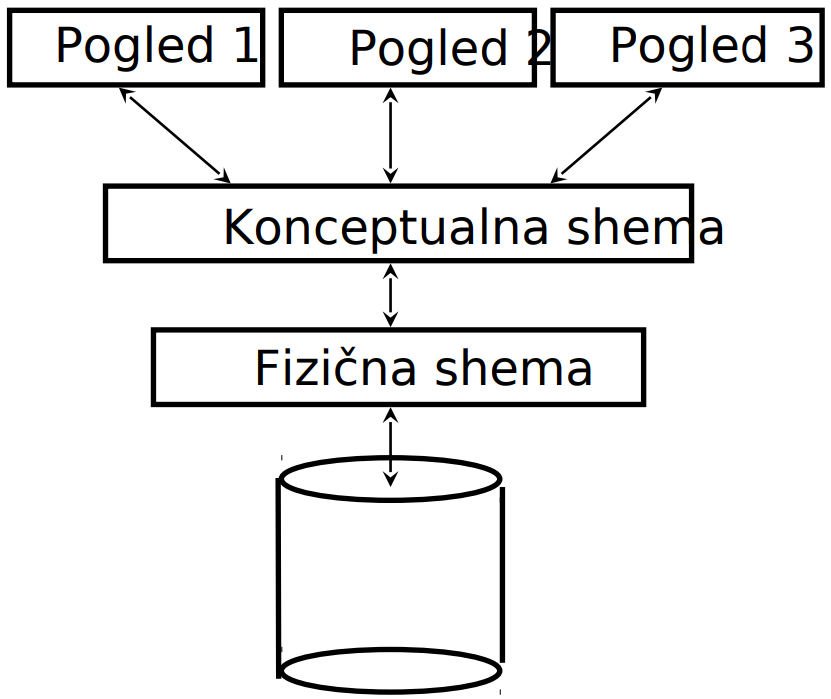 Pogled 1
Pogled 2
Pogled 3
Konceptualna shema
Fizična shema